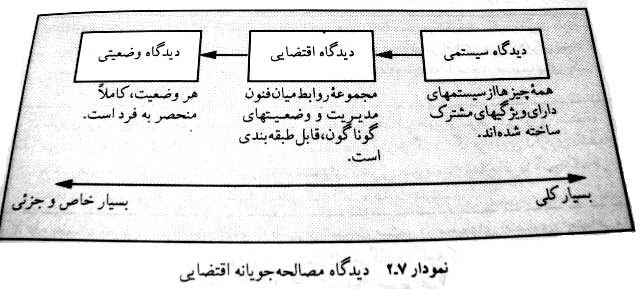 دیدگاه سیستمی
دیدگاه اقتضایی
دیدگاه وضعیتی
همهٔ چیزها از سیستمهای
دارای ویژگیهای مشترک
ساخته شده‌اند.
مجموعهٔ روابط میان فنون
مدیریت و وضعیتهای
گوناگون، قابل طبقه‌بندی
است.
هر وضعیت، کاملاً
منحصر به فرد است.
بسیار کلی
بسیار خاص و جزئی
نمودار ۷ـ۲ دیدگاه مصالحه‌جویانه اقتضایی